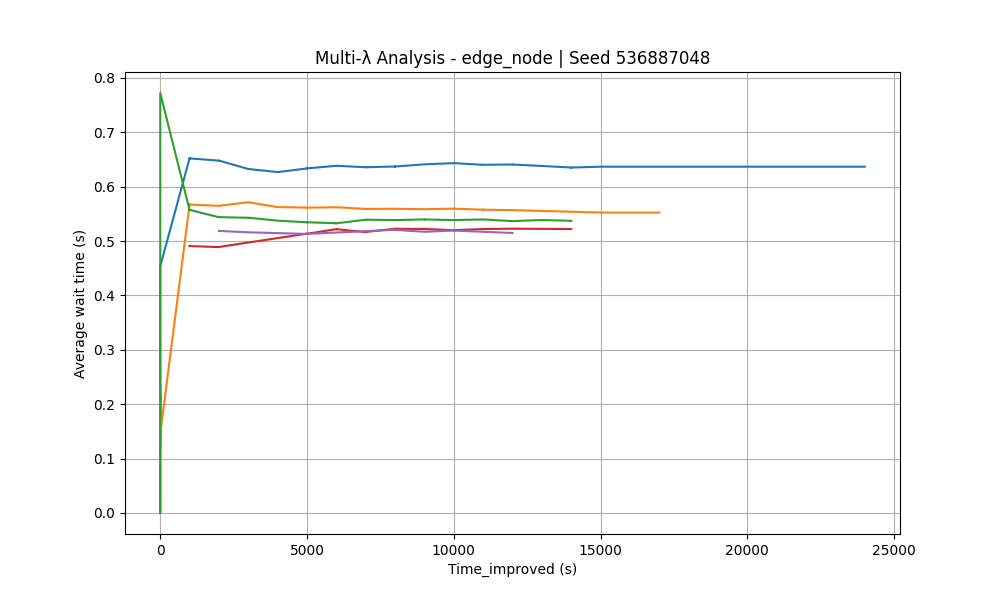 Multi-λ Analysis - edge_node | Seed 536887048
Average wait time (s)
0.8
0.7
0.6
0.5
0.4
0.3
0.2
0.1
0.0
0 5000 10000 15000 20000 25000
Time_improved (s)